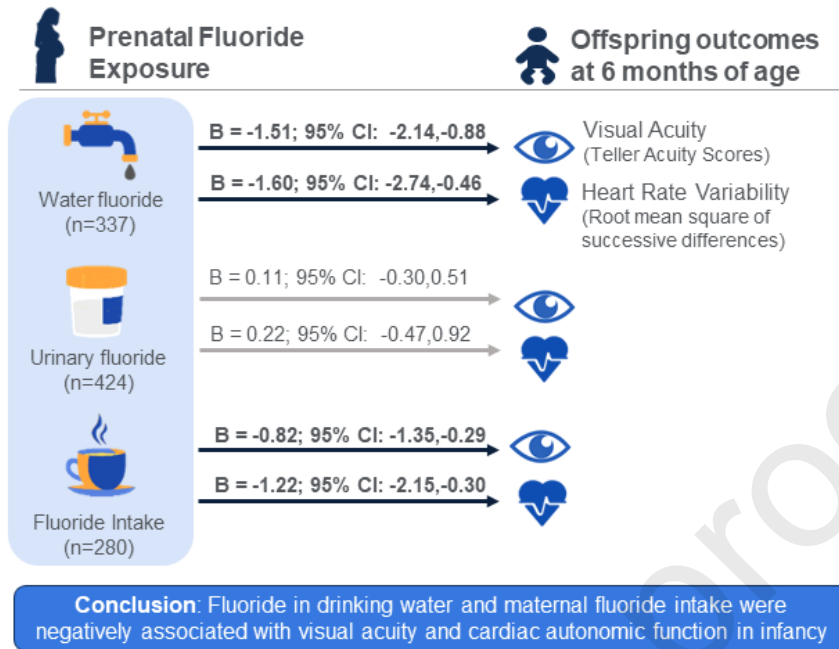 Prenatal Fluoride
Exposure
Offspring outcomes
at 6 months of age
Water fluoride
(n=337)
B = -1.51; 95% CI: -2.14,-0.88
Visual Acuity
(Teller Acuity Scores)
B = -1.60; 95% CI: -2.74,-0.46
Heart Rate Variability
(Root mean square of
successive differences)
Urinary fluoride
(n=424)
B = 0.11; 95% CI: -0.30,0.51
B = 0.22; 95% CI: -0.47,0.92
Fluoride Intake
(n=280)
B = -0.82; 95% CI: -1.35,-0.29
B = -1.22; 95% CI: -2.15,-0.30
Conclusion: Fluoride in drinking water and maternal fluoride intake were
negatively associated with visual acuity and cardiac autonomic function in infancy